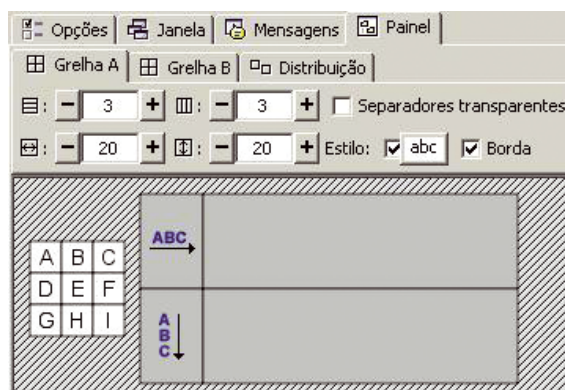 Opções Janela Mensagens Painel
Grelha A Grelha B Distribuição
: - 3 + : - 3 + Separadores transparentes
: - 20 + : - 20 + Estilo: abc Borda
A B C
D E F
G H I
ABC
A
B
C